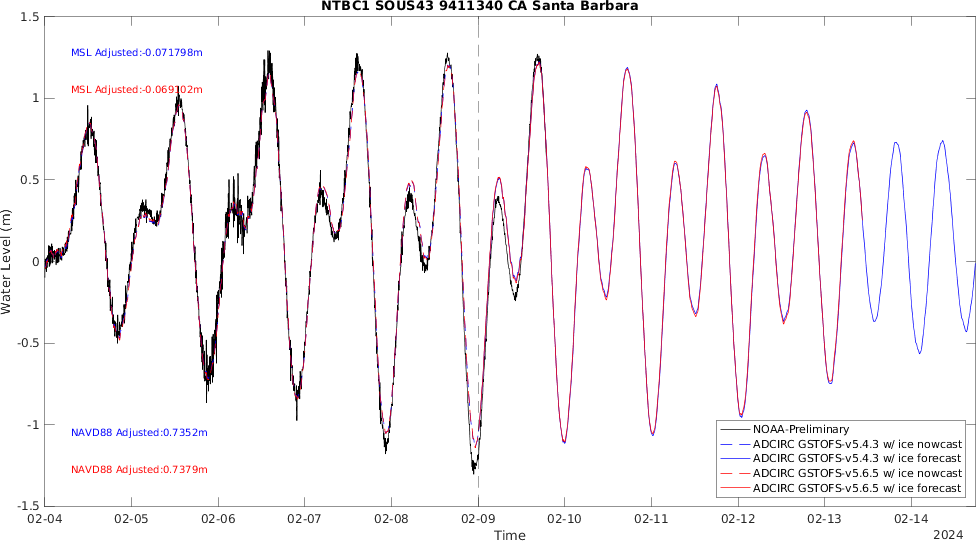 NTBC1 SOUS43 9411340 CA Santa Barbara
1.5
1
0.5
0
-0.5
-1
-1.5
Water Level (m)
MSL Adjusted:-0.071798m
MSL Adjusted:-0.069102m
NAVD88 Adjusted:0.7352m
NAVD88 Adjusted:0.7379m
NOAA-Preliminary
ADCIRC GSTOFS-v5.4.3 w/ ice nowcast
ADCIRC GSTOFS-v5.4.3 w/ ice forecast
ADCIRC GSTOFS-v5.6.5 w/ ice nowcast
ADCIRC GSTOFS-v5.6.5 w/ ice forecast
02-04 02-05 02-06 02-07 02-08 02-09 02-10 02-11 02-12 02-13 02-14
Time
2024